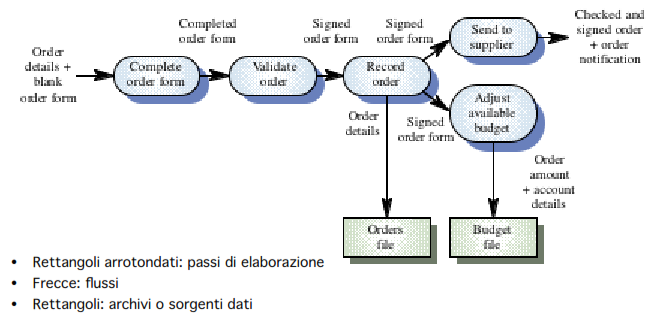 Completed
order form
Signed
order form
Signed
order form
Checked and
signed order
+ order
notification
Send to
supplier
Order
details +
blank
order form
Complete
order form
Validate
order
Record
order
Adjust
available
budget
Order
details
Signed
order form
Order
amount
+ account
details
Orders
file
Budget
file
• Rettangoli arrotondati: passi di elaborazione
• Frecce: flussi
• Rettangoli: archivi o sorgenti dati